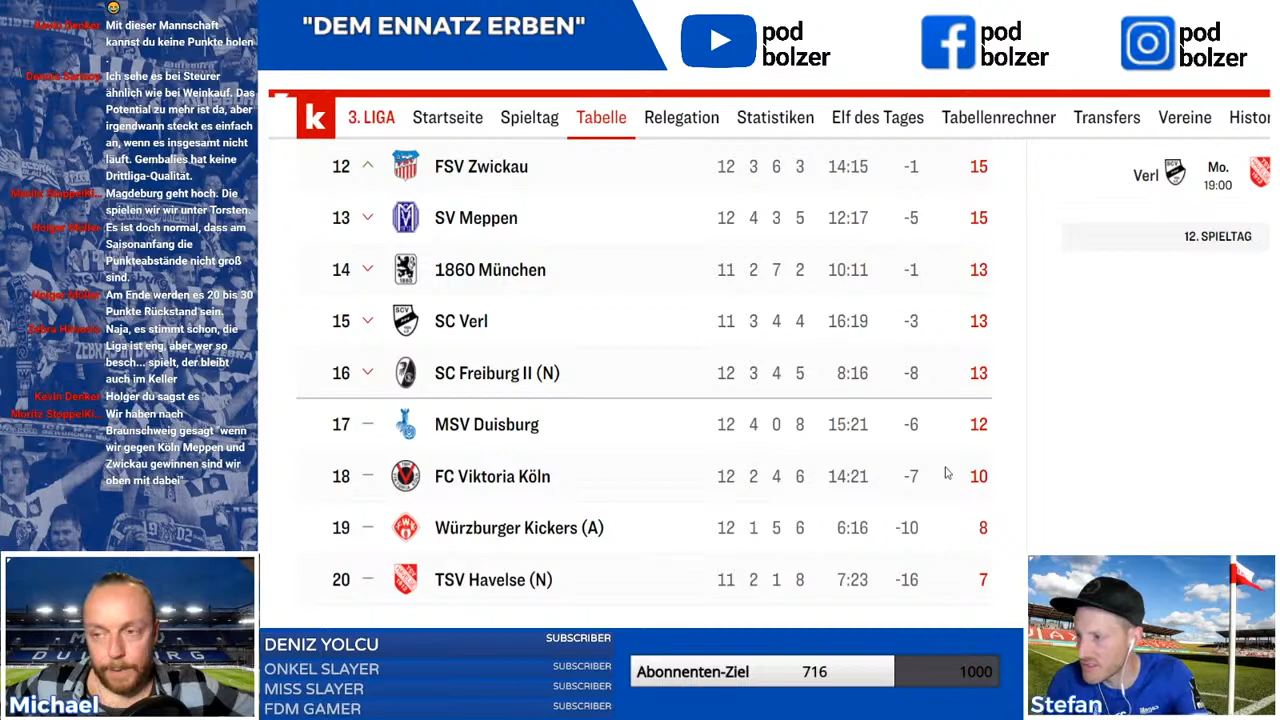 "DEM ENNATZ ERBEN"
pod bolzer
pod bolzer
pod bolzer
Mit dieser Mannschaft
kannst du keine Punkte holen
.
Ich sehe es bei Steurer
ähnlich wie bei Weinkauf. Das
Potential zu mehr ist da, aber
irgendwann steckt es einfach
an, wenn es insgesamt nicht
läuft. Gembalies hat keine
Drittliga-Qualität.
Magdeburg geht hoch. Die
spielen wir wir unter Torsten.
Holger Müller Es ist doch normal, dass am
Saisonanfang die
Punkteabstände nicht groß
sind.
Holger Müller Am Ende werden es 20 bis 30
Punkte Rückstand sein.
Naja, es stimmt schon, die
Liga ist eng. aber wer so
besch... spielt, der bleibt
auch im Keller
Kevin Denker Holger du sagst es
Moritz StoppelKi... Wir haben nach
Braunschweig gesagt "wenn
wir gegen Köln Meppen und
Zwickau gewinnen sind wir
oben mit dabei"
k 3. LIGA Startseite Spieltag Tabelle Relegation Statistiken Elf des Tages Tabellenrechner Transfers Vereine Histor
12 FSV Zwickau 12 3 6 3 14:15 -1 15
13 SV Meppen 12 4 3 5 12:17 -5 15
14 1860 München 11 2 7 2 10:11 -1 13
15 SC Verl 11 3 4 4 16:19 -3 13
16 SC Freiburg II (N) 12 3 4 5 8:16 -8 13
17 MSV Duisburg 12 4 0 8 15:21 -6 12
18 FC Viktoria Köln 12 2 4 6 14:21 -7 10
19 Würzburger Kickers (A) 12 1 5 6 6:16 -10 8
20 TSV Havelse (N) 11 2 1 8 7:23 -16 7
Verl Mo.
19:00
12. SPIELTAG
Michael
DENIZ YOLCU SUBSCRIBER
ONKEL SLAYER SUBSCRIBER
MISS SLAYER SUBSCRIBER
FDM GAMER SUBSCRIBER
Abonnenten-Ziel 716 1000
Stefan